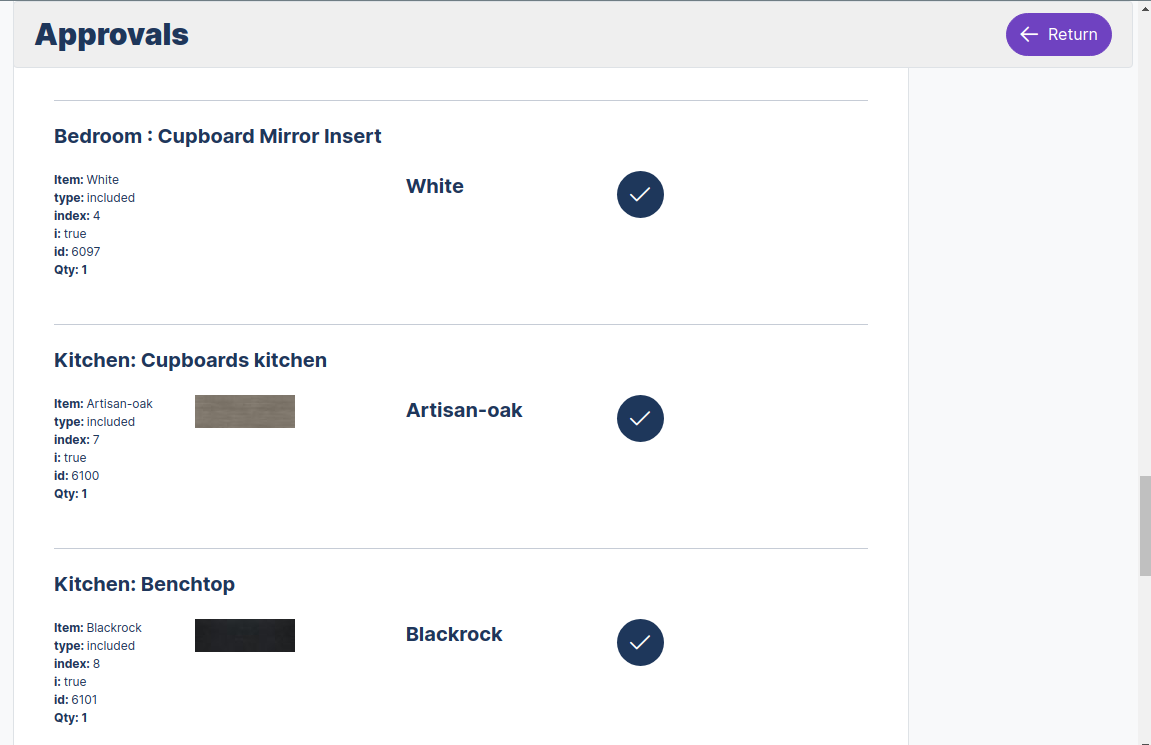 Approvals
Return
Bedroom : Cupboard Mirror Insert
Item: White
type: included
index: 4
i: true
id: 6097
Qty: 1
White
Kitchen: Cupboards kitchen
Item: Artisan-oak
type: included
index: 7
i: true
id: 6100
Qty: 1
Artisan-oak
Kitchen: Benchtop
Item: Blackrock
type: included
index: 8
i: true
id: 6101
Qty: 1
Blackrock